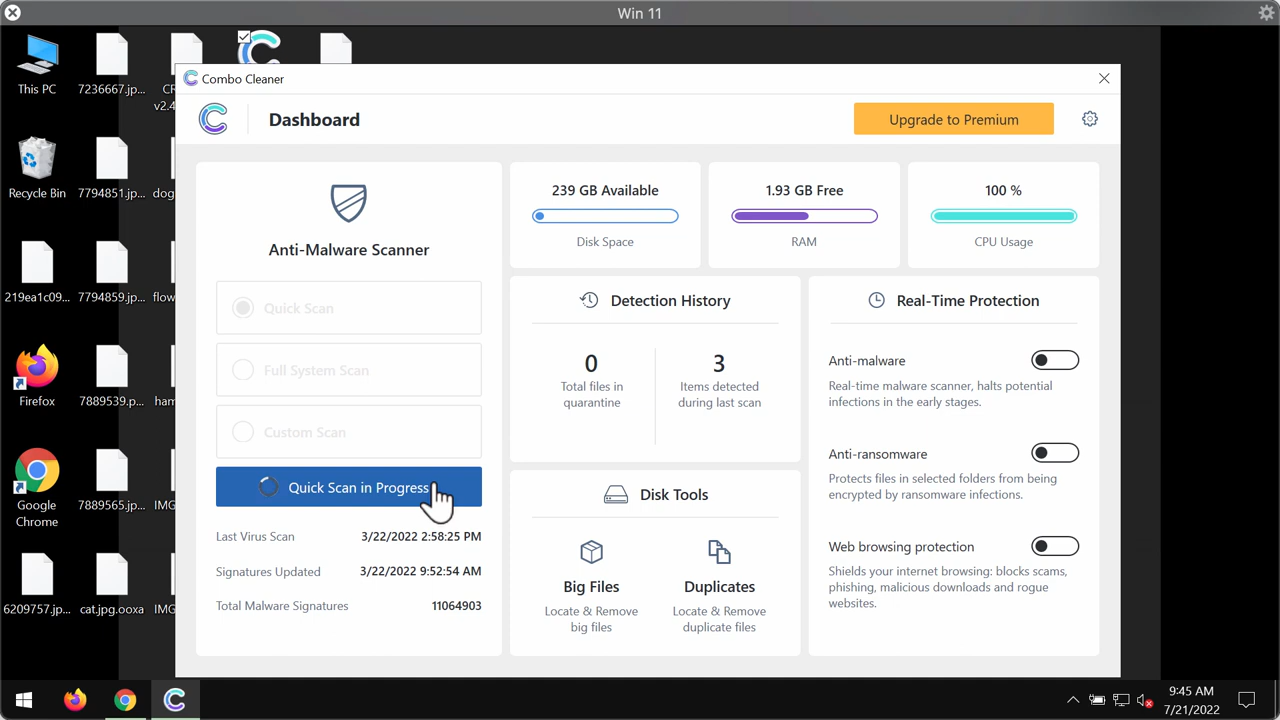 Win 11
This PC
7236667.jp...
CR
v2.4
Recycle Bin
7794851.jp...
dog
219ea1c09...
7794859.jp...
flow
Firefox
7889539.p...
ham
Google
Chrome
7889565.jp...
IMG
6209757.jp...
cat.jpg.ooxa
IMG
Combo Cleaner
Dashboard
Upgrade to Premium
Anti-Malware Scanner
Quick Scan
Full System Scan
Custom Scan
Quick Scan in Progress
Last Virus Scan 3/22/2022 2:58:25 PM
Signatures Updated 3/22/2022 9:52:54 AM
Total Malware Signatures 11064903
239 GB Available
Disk Space
1.93 GB Free
RAM
100 %
CPU Usage
Detection History
0
Total files in
quarantine
3
Items detected
during last scan
Disk Tools
Big Files
Locate & Remove
big files
Duplicates
Locate & Remove
duplicate files
Real-Time Protection
Anti-malware
Real-time malware scanner, halts potential
infections in the early stages.
Anti-ransomware
Protects files in selected folders from being
encrypted by ransomware infections.
Web browsing protection
Shields your internet browsing: blocks scams,
phishing, malicious downloads and rogue
websites.
9:45 AM
7/21/2022